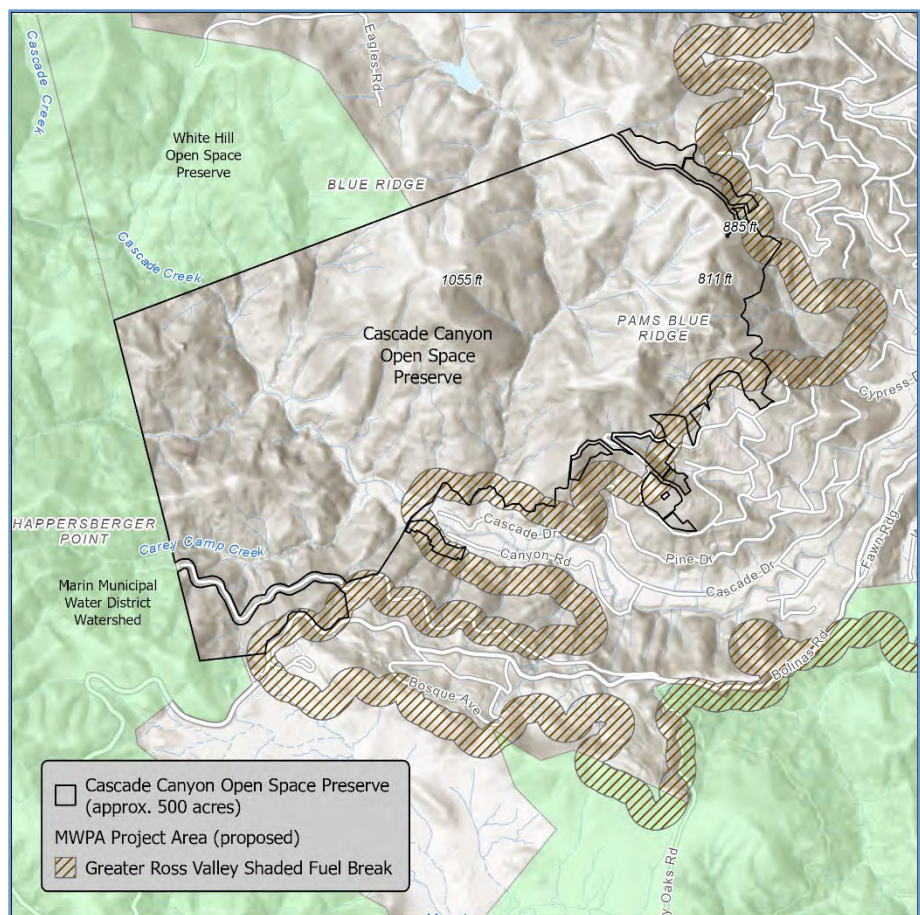 Cascade Creek
Eagles Rd
White Hill
Open Space
Preserve
BLUE RIDGE
Cascade Creek
885 ft
1055 ft
811 ft
PAMS BLUE
RIDGE
Cascade Canyon
Open Space
Preserve
Cypress D
HAPPERSBERGER
POINT
Carey Camp Creek
Cascade Dr
Canyon Rd
Pine Dr
Cascade Dr
Fawn Rdg
Marin Municipal
Water District
Watershed
Bolinas Rd
Bosque Ave
y Oaks Rd
Cascade Canyon Open Space Preserve
(approx. 500 acres)
MWPA Project Area (proposed)
Greater Ross Valley Shaded Fuel Break